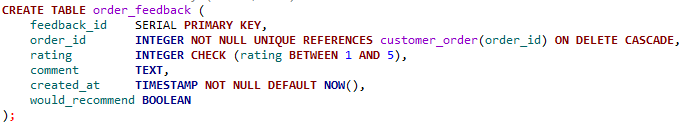 CREATE TABLE order_feedback (
    feedback_id    SERIAL PRIMARY KEY,
    order_id       INTEGER NOT NULL UNIQUE REFERENCES customer_order(order_id) ON DELETE CASCADE,
    rating         INTEGER CHECK (rating BETWEEN 1 AND 5),
    comment        TEXT,
    created_at     TIMESTAMP NOT NULL DEFAULT NOW(),
    would_recommend BOOLEAN
);